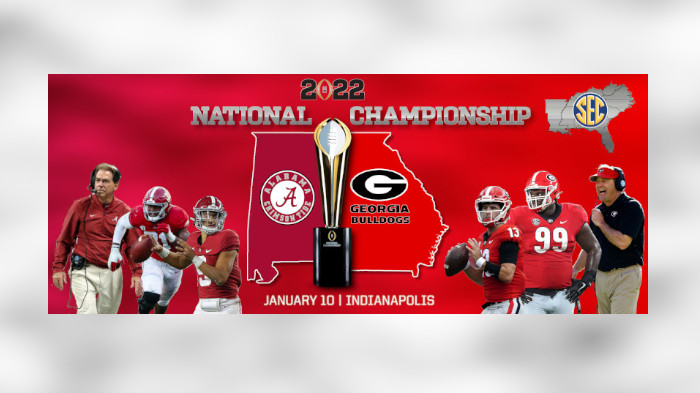 2022
NATIONAL CHAMPIONSHIP
SEC
ALABAMA
A
CRIMSON TIDE
G
GEORGIA
BULLDOGS
13
99
JANUARY 10 | INDIANAPOLIS